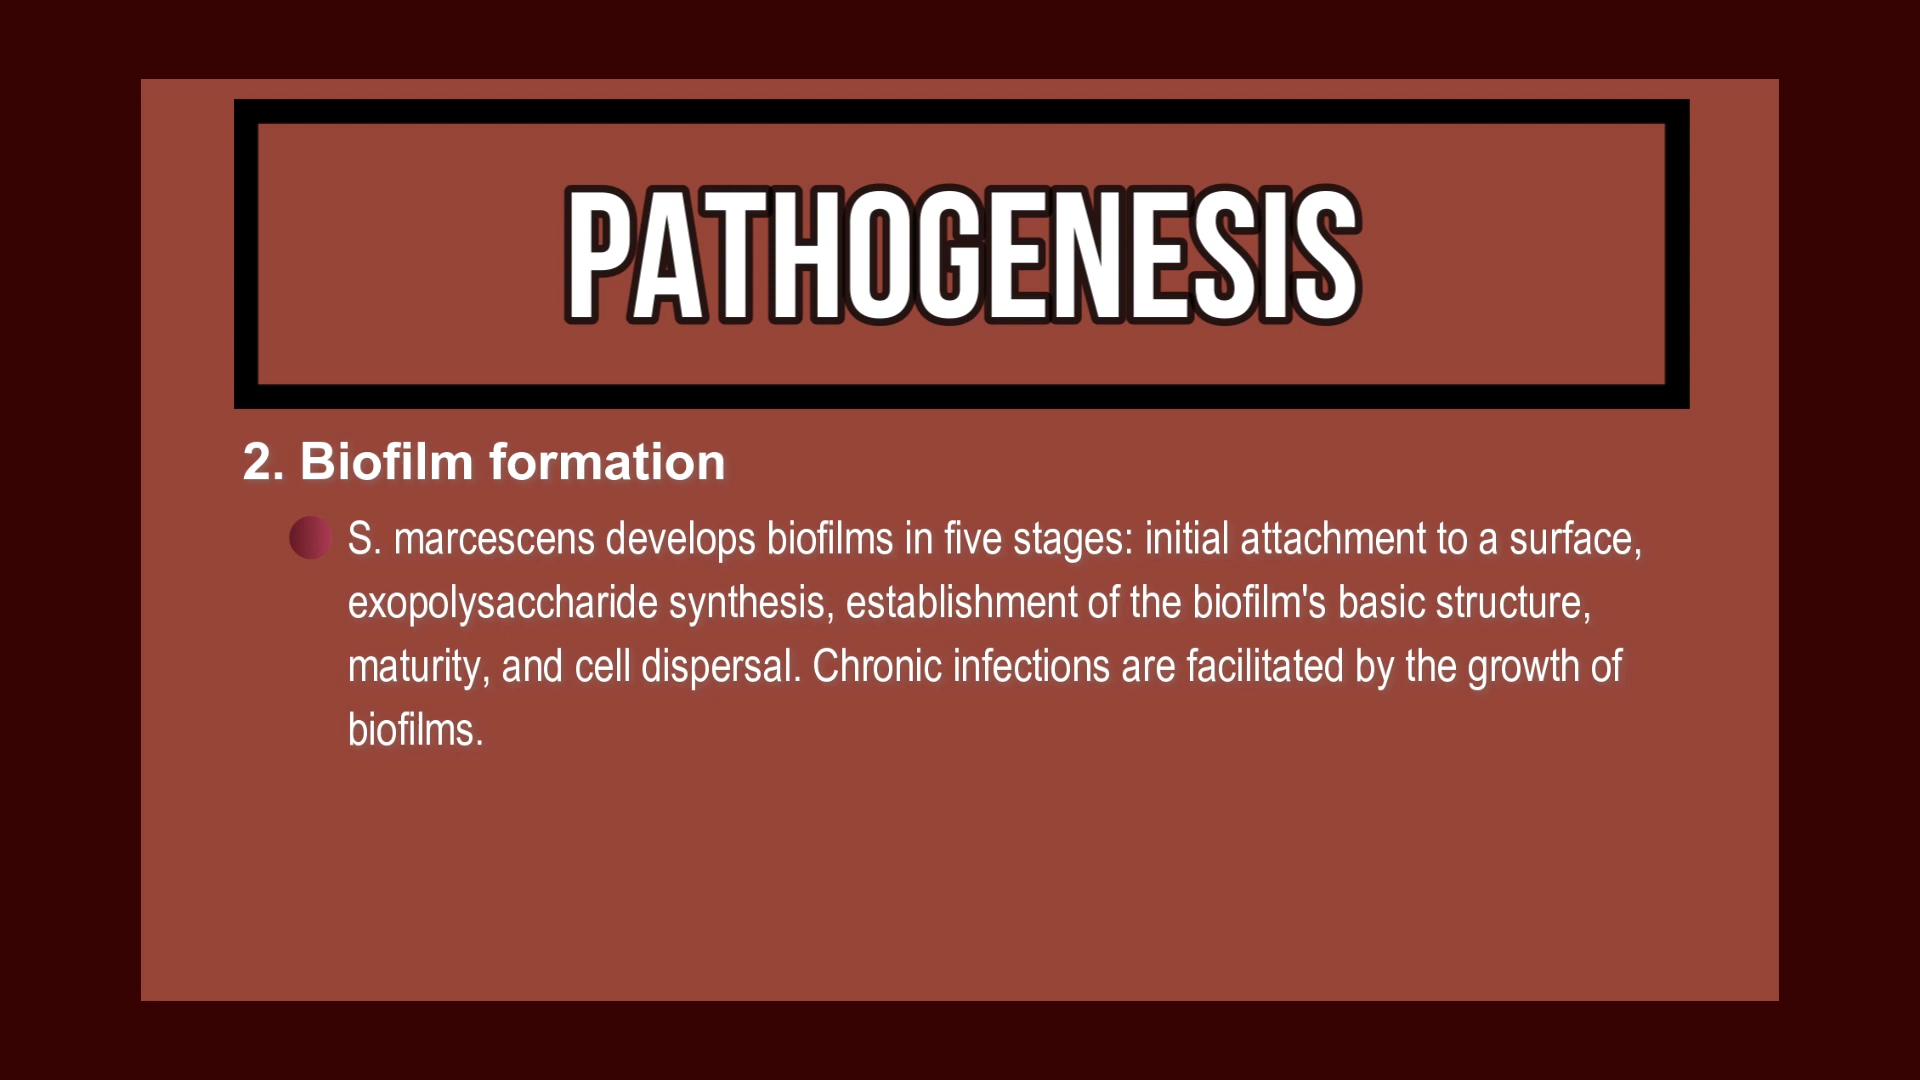 PATHOGENESIS
2. Biofilm formation
S. marcescens develops biofilms in five stages: initial attachment to a surface,
exopolysaccharide synthesis, establishment of the biofilm's basic structure,
maturity, and cell dispersal. Chronic infections are facilitated by the growth of
biofilms.